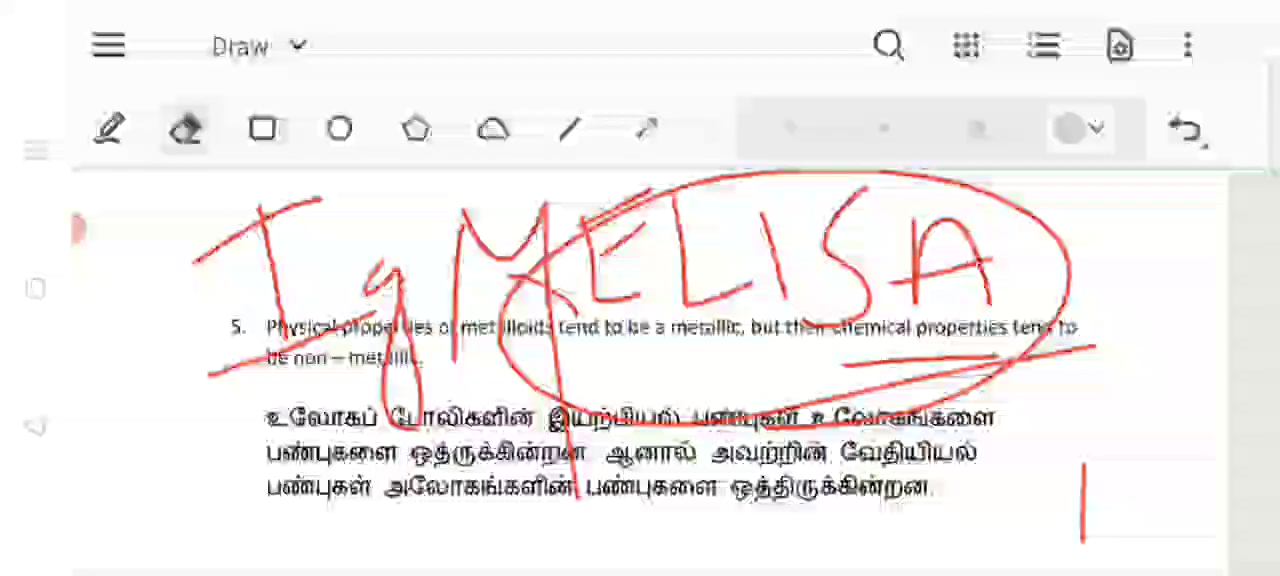 Draw
IgM ELISA
5. Physical properties of metalloids tend to be a metallic, but their chemical properties tend to
be non – metallic.
உலோகப் போலிகளின் இயற்பியல் பண்புகள் உலோகங்களை
பண்புகளை ஒத்ருக்கின்றன. ஆனால் அவற்றின் வேதியியல்
பண்புகள் அலோகங்களின் பண்புகளை ஒத்திருக்கின்றன.